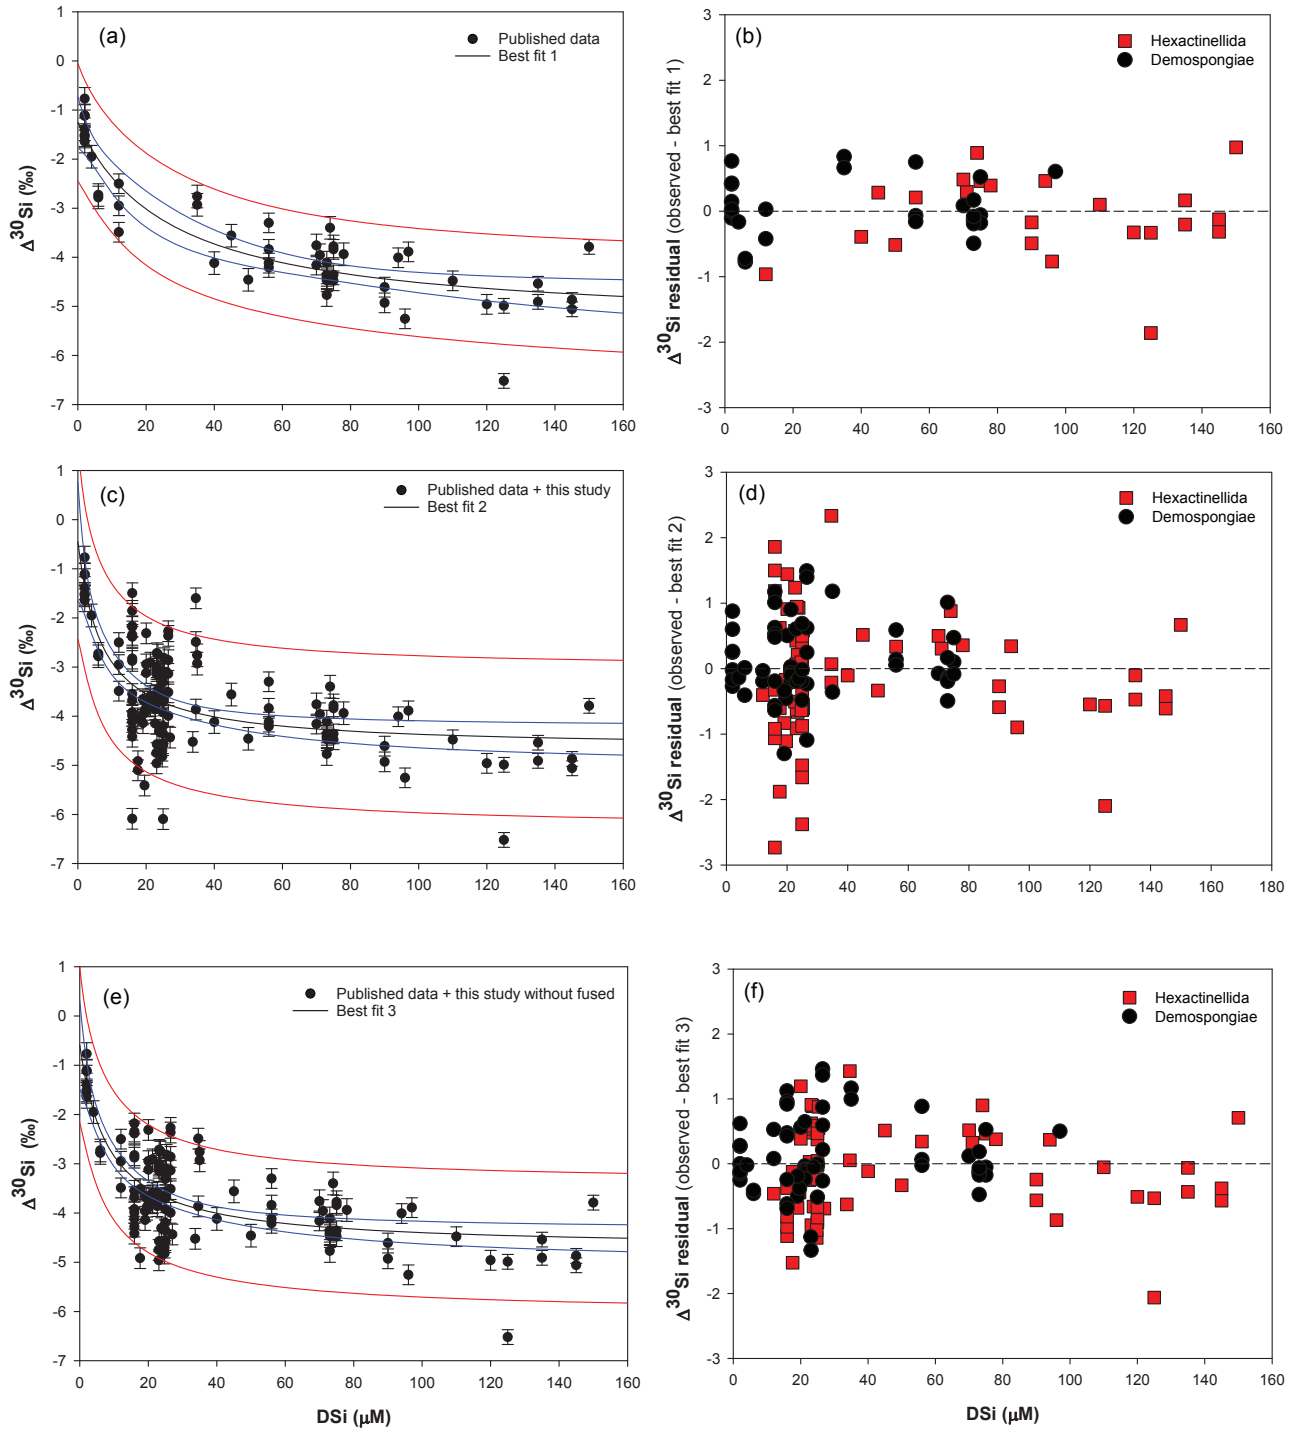 (a)
Published data
Best fit 1
Δ30Si (‰)
1
0
-1
-2
-3
-4
-5
-6
-7
0 20 40 60 80 100 120 140 160
(b)
Hexactinellida
Demospongiae
Δ30Si residual (observed - best fit 1)
3
2
1
0
-1
-2
-3
0 20 40 60 80 100 120 140 160
(c)
Published data + this study
Best fit 2
Δ30Si (‰)
1
0
-1
-2
-3
-4
-5
-6
-7
0 20 40 60 80 100 120 140 160
(d)
Hexactinellida
Demospongiae
Δ30Si residual (observed - best fit 2)
3
2
1
0
-1
-2
-3
0 20 40 60 80 100 120 140 160 180
(e)
Published data + this study without fused
Best fit 3
Δ30Si (‰)
1
0
-1
-2
-3
-4
-5
-6
-7
0 20 40 60 80 100 120 140 160
DSi (μM)
(f)
Hexactinellida
Demospongiae
Δ30Si residual (observed - best fit 3)
3
2
1
0
-1
-2
-3
0 20 40 60 80 100 120 140 160
DSi (μM)